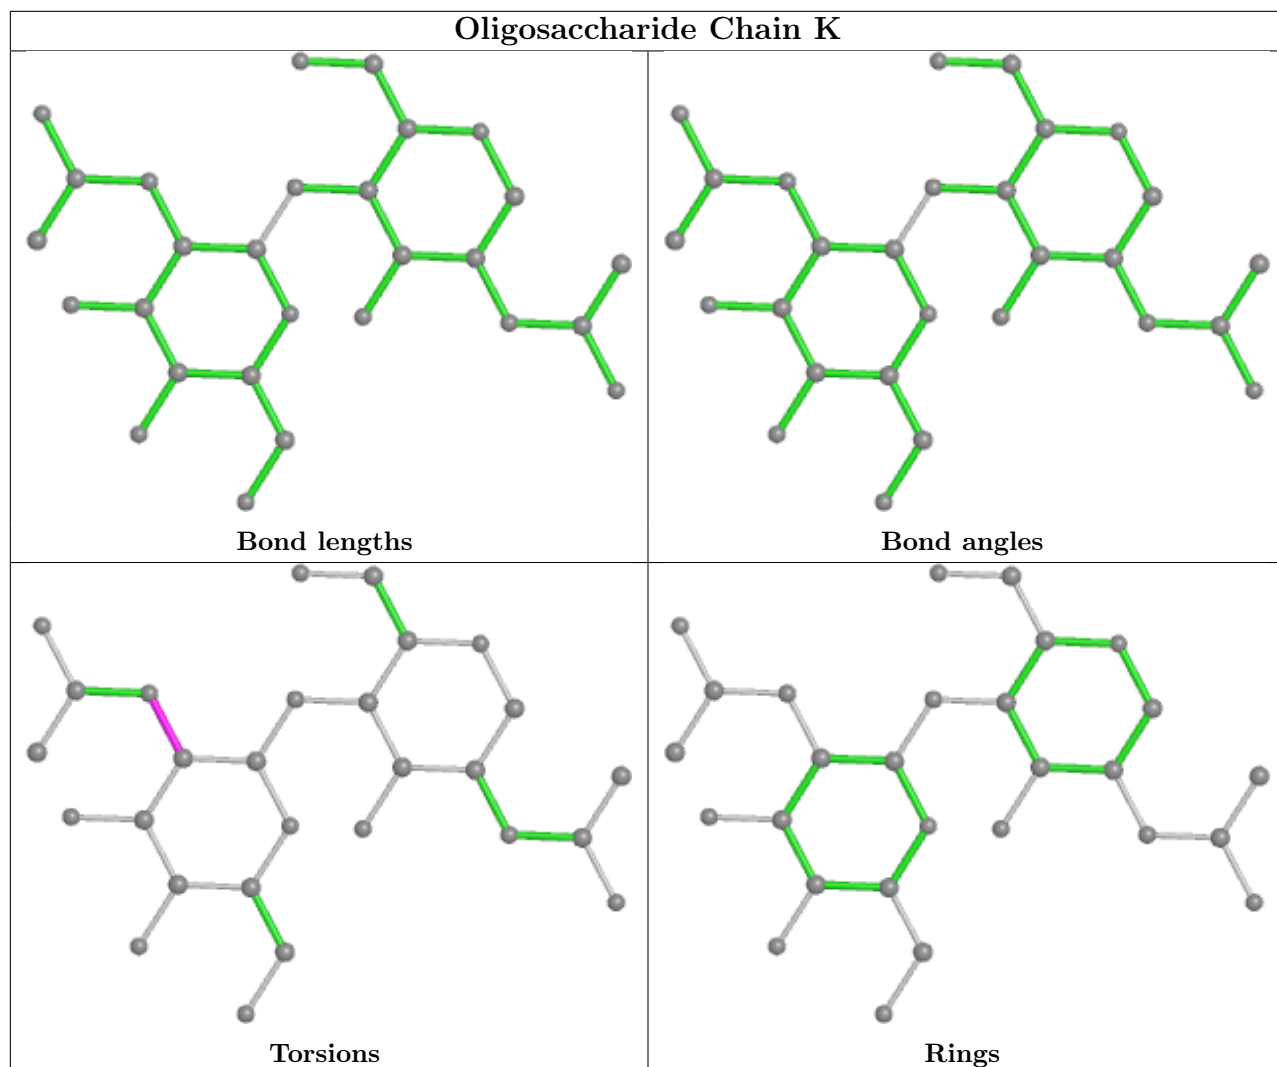 Oligosaccharide Chain K
Bond lengths
Bond angles
Torsions
Rings